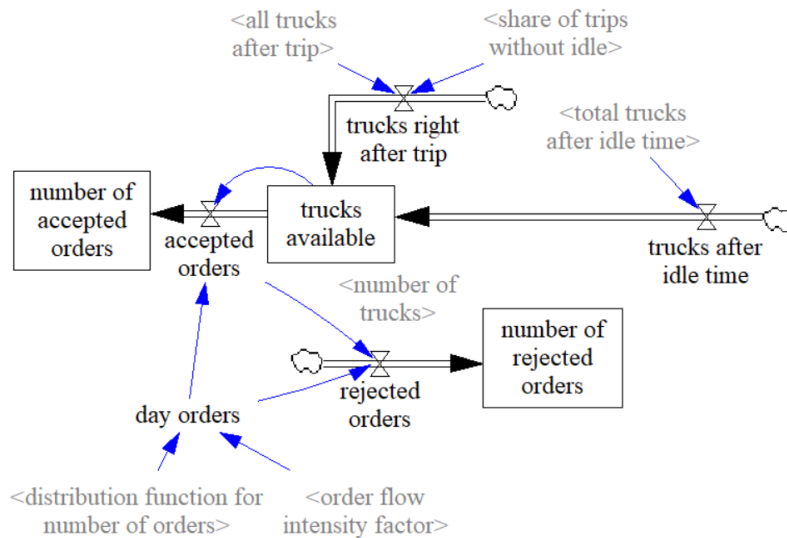 <all trucks
after trip>
<share of trips
without idle>
trucks right
after trip
<total trucks
after idle time>
number of
accepted
orders
accepted
orders
trucks
available
trucks after
idle time
<number of
trucks>
number of
rejected
orders
rejected
orders
day orders
<distribution function for
number of orders>
<order flow
intensity factor>